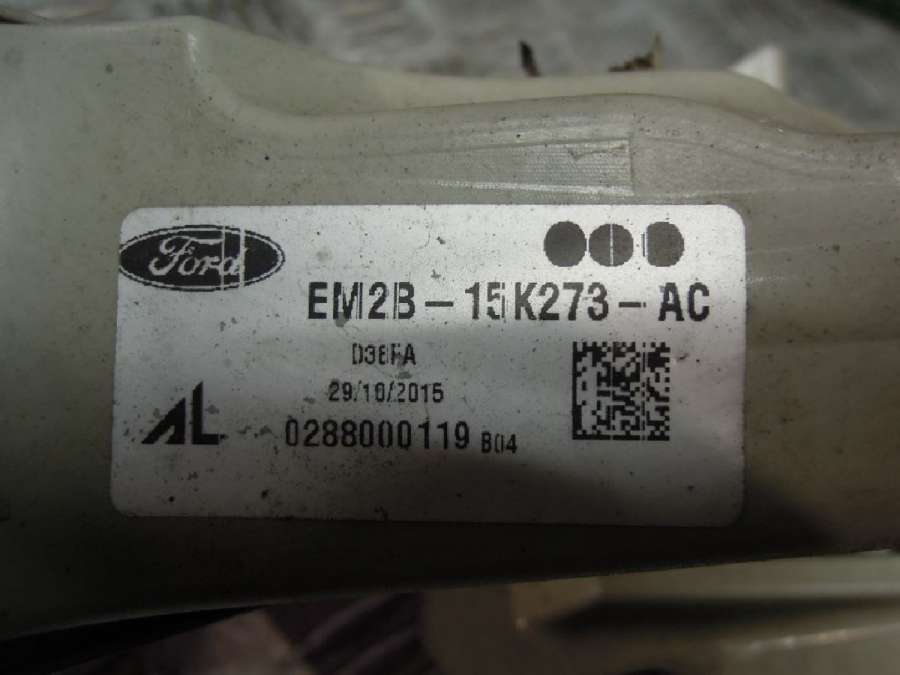 Ford
EM2B-15K273-AC
D38FA
29/10/2015
AL
0288000119 B04